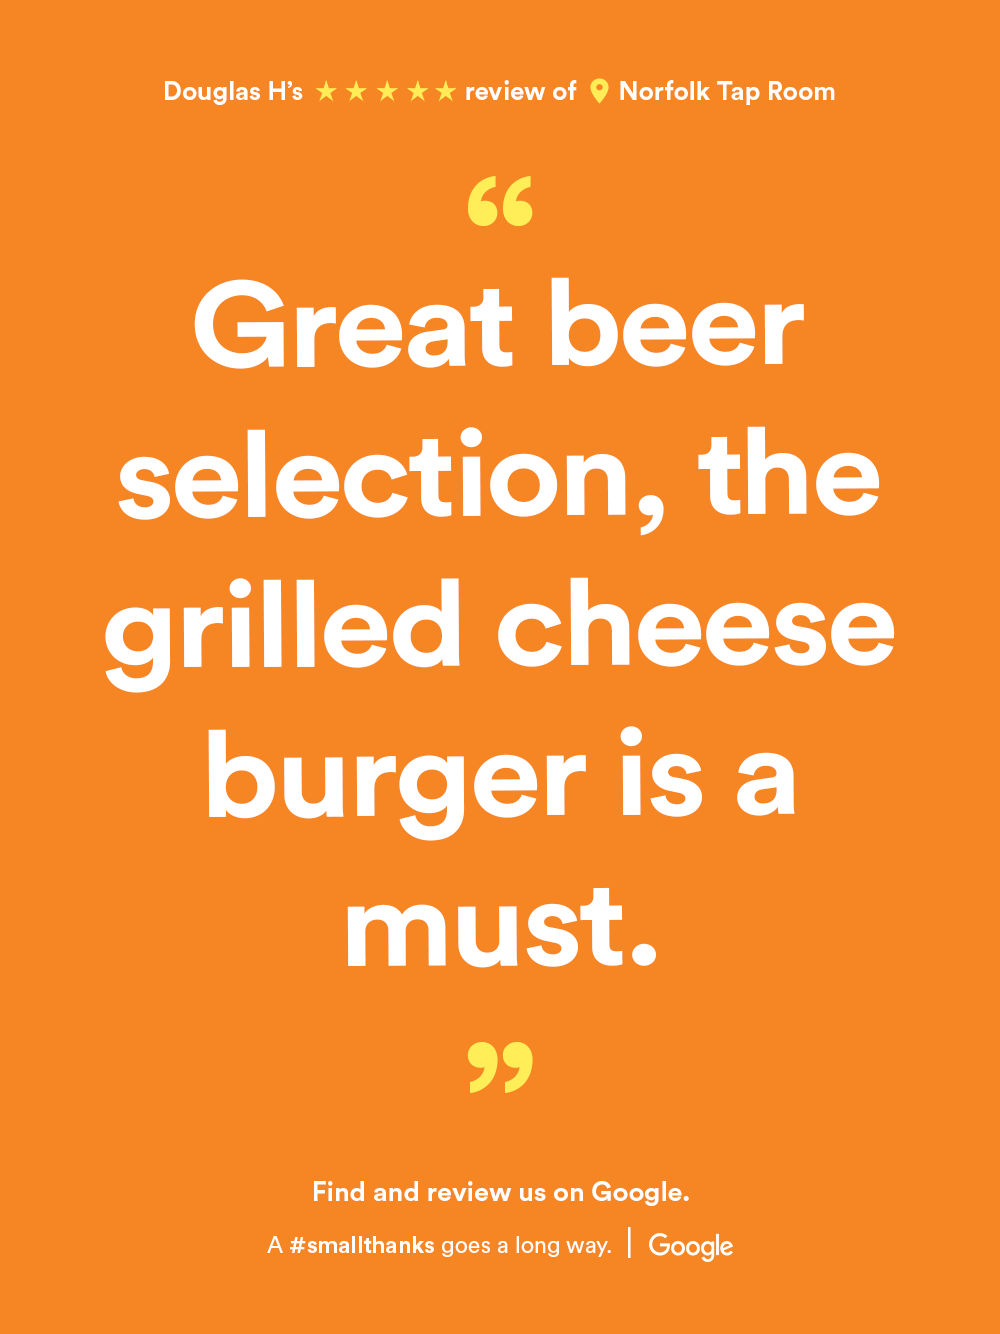 Douglas H’s ★ ★ ★ ★ ★ review of Norfolk Tap Room
“
Great beer
selection, the
grilled cheese
burger is a
must.
”
Find and review us on Google.
A #smallthanks goes a long way. | Google